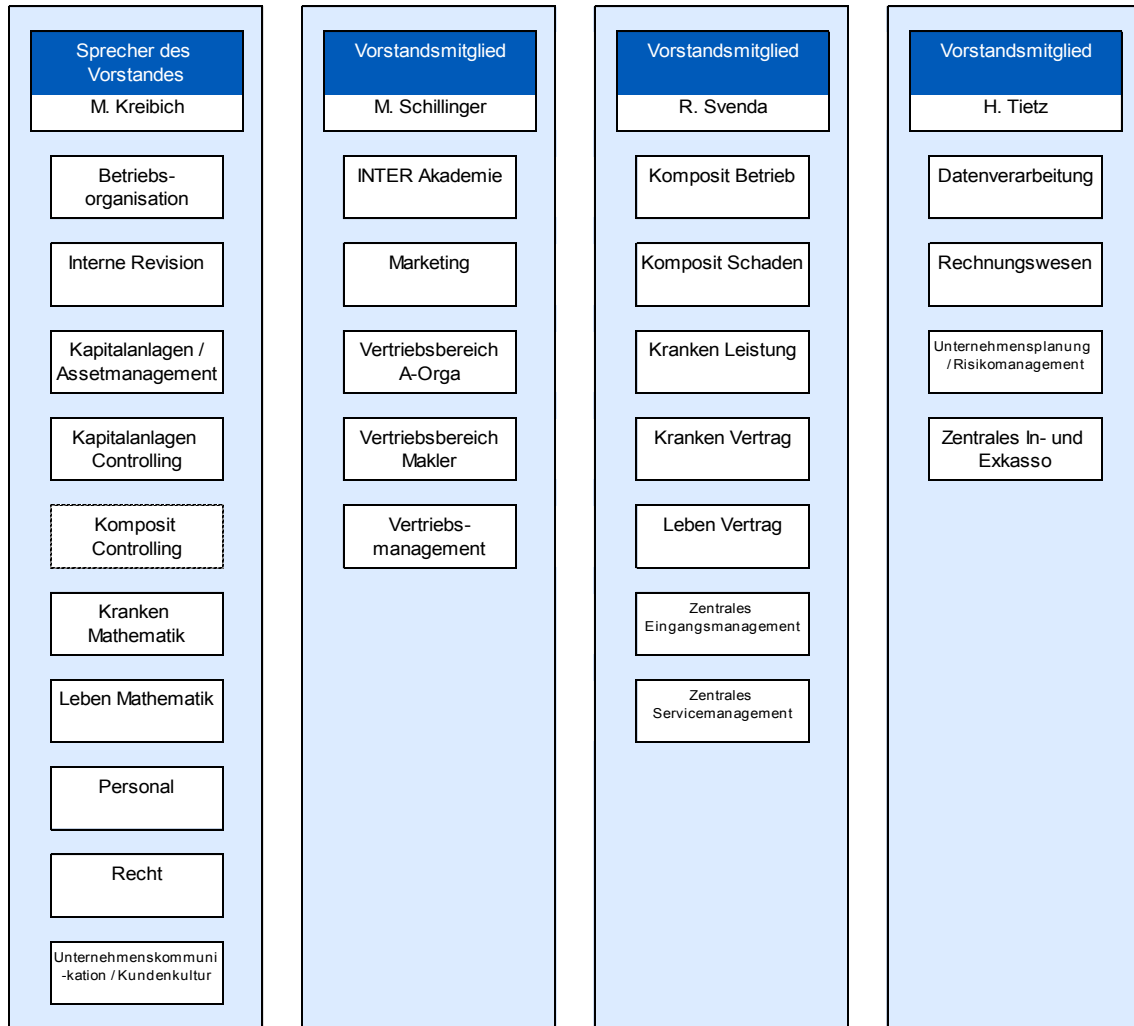 Sprecher des
Vorstandes
M. Kreibich
Betriebs-
organisation
Interne Revision
Kapitalanlagen /
Assetmanagement
Kapitalanlagen
Controlling
Komposit
Controlling
Kranken
Mathematik
Leben Mathematik
Personal
Recht
Unternehmenskommuni
-kation / Kundenkultur
Vorstandsmitglied
M. Schillinger
INTER Akademie
Marketing
Vertriebsbereich
A-Orga
Vertriebsbereich
Makler
Vertriebs-
management
Vorstandsmitglied
R. Svenda
Komposit Betrieb
Komposit Schaden
Kranken Leistung
Kranken Vertrag
Leben Vertrag
Zentrales
Eingangsmanagement
Zentrales
Servicemanagement
Vorstandsmitglied
H. Tietz
Datenverarbeitung
Rechnungswesen
Unternehmensplanung
/ Risikomanagement
Zentrales In- und
Exkasso